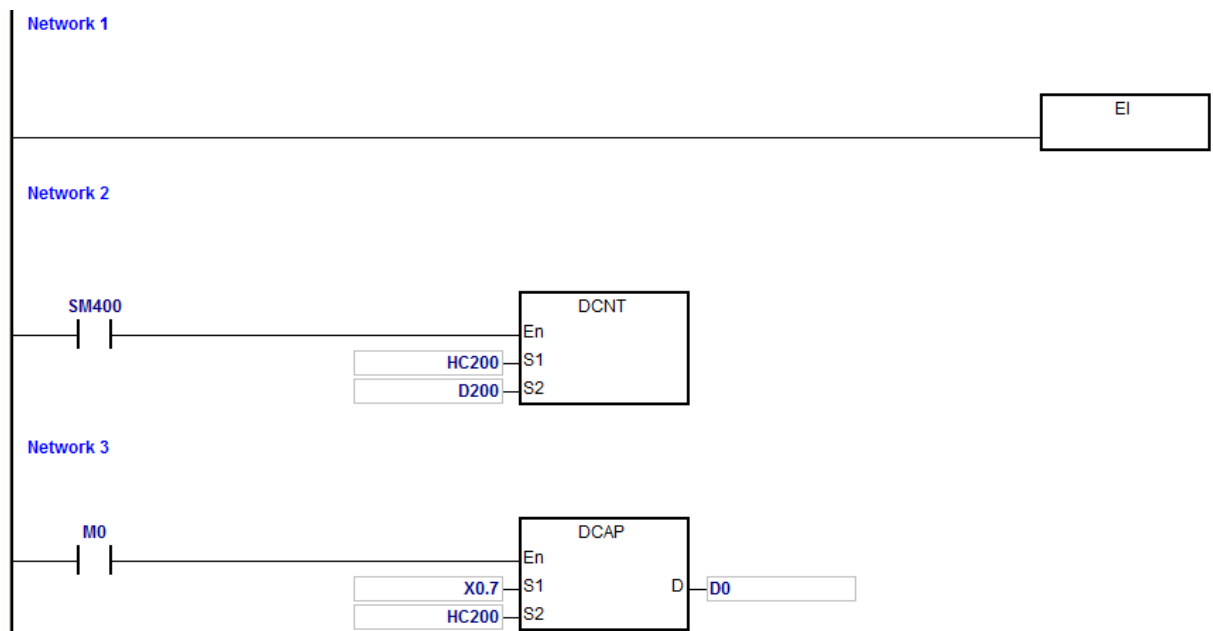 Network 1
EI
Network 2
SM400
DCNT
En
HC200 S1
D200 S2
Network 3
M0
DCAP
En
X0.7 S1 D D0
HC200 S2